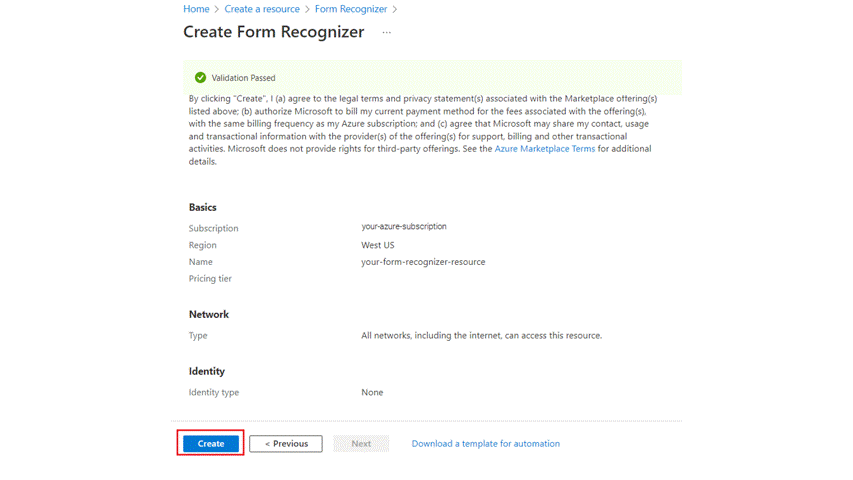 Home > Create a resource > Form Recognizer >
Create Form Recognizer ...
Validation Passed
By clicking "Create", I (a) agree to the legal terms and privacy statement(s) associated with the Marketplace offering(s)
listed above; (b) authorize Microsoft to bill my current payment method for the fees associated with the offering(s),
with the same billing frequency as my Azure subscription; and (c) agree that Microsoft may share my contact, usage
and transactional information with the provider(s) of the offering(s) for support, billing and other transactional
activities. Microsoft does not provide rights for third-party offerings. See the Azure Marketplace Terms for additional
details.
Basics
Subscription your-azure-subscription
Region West US
Name your-form-recognizer-resource
Pricing tier
Network
Type All networks, including the internet, can access this resource.
Identity
Identity type None
Create < Previous Next Download a template for automation